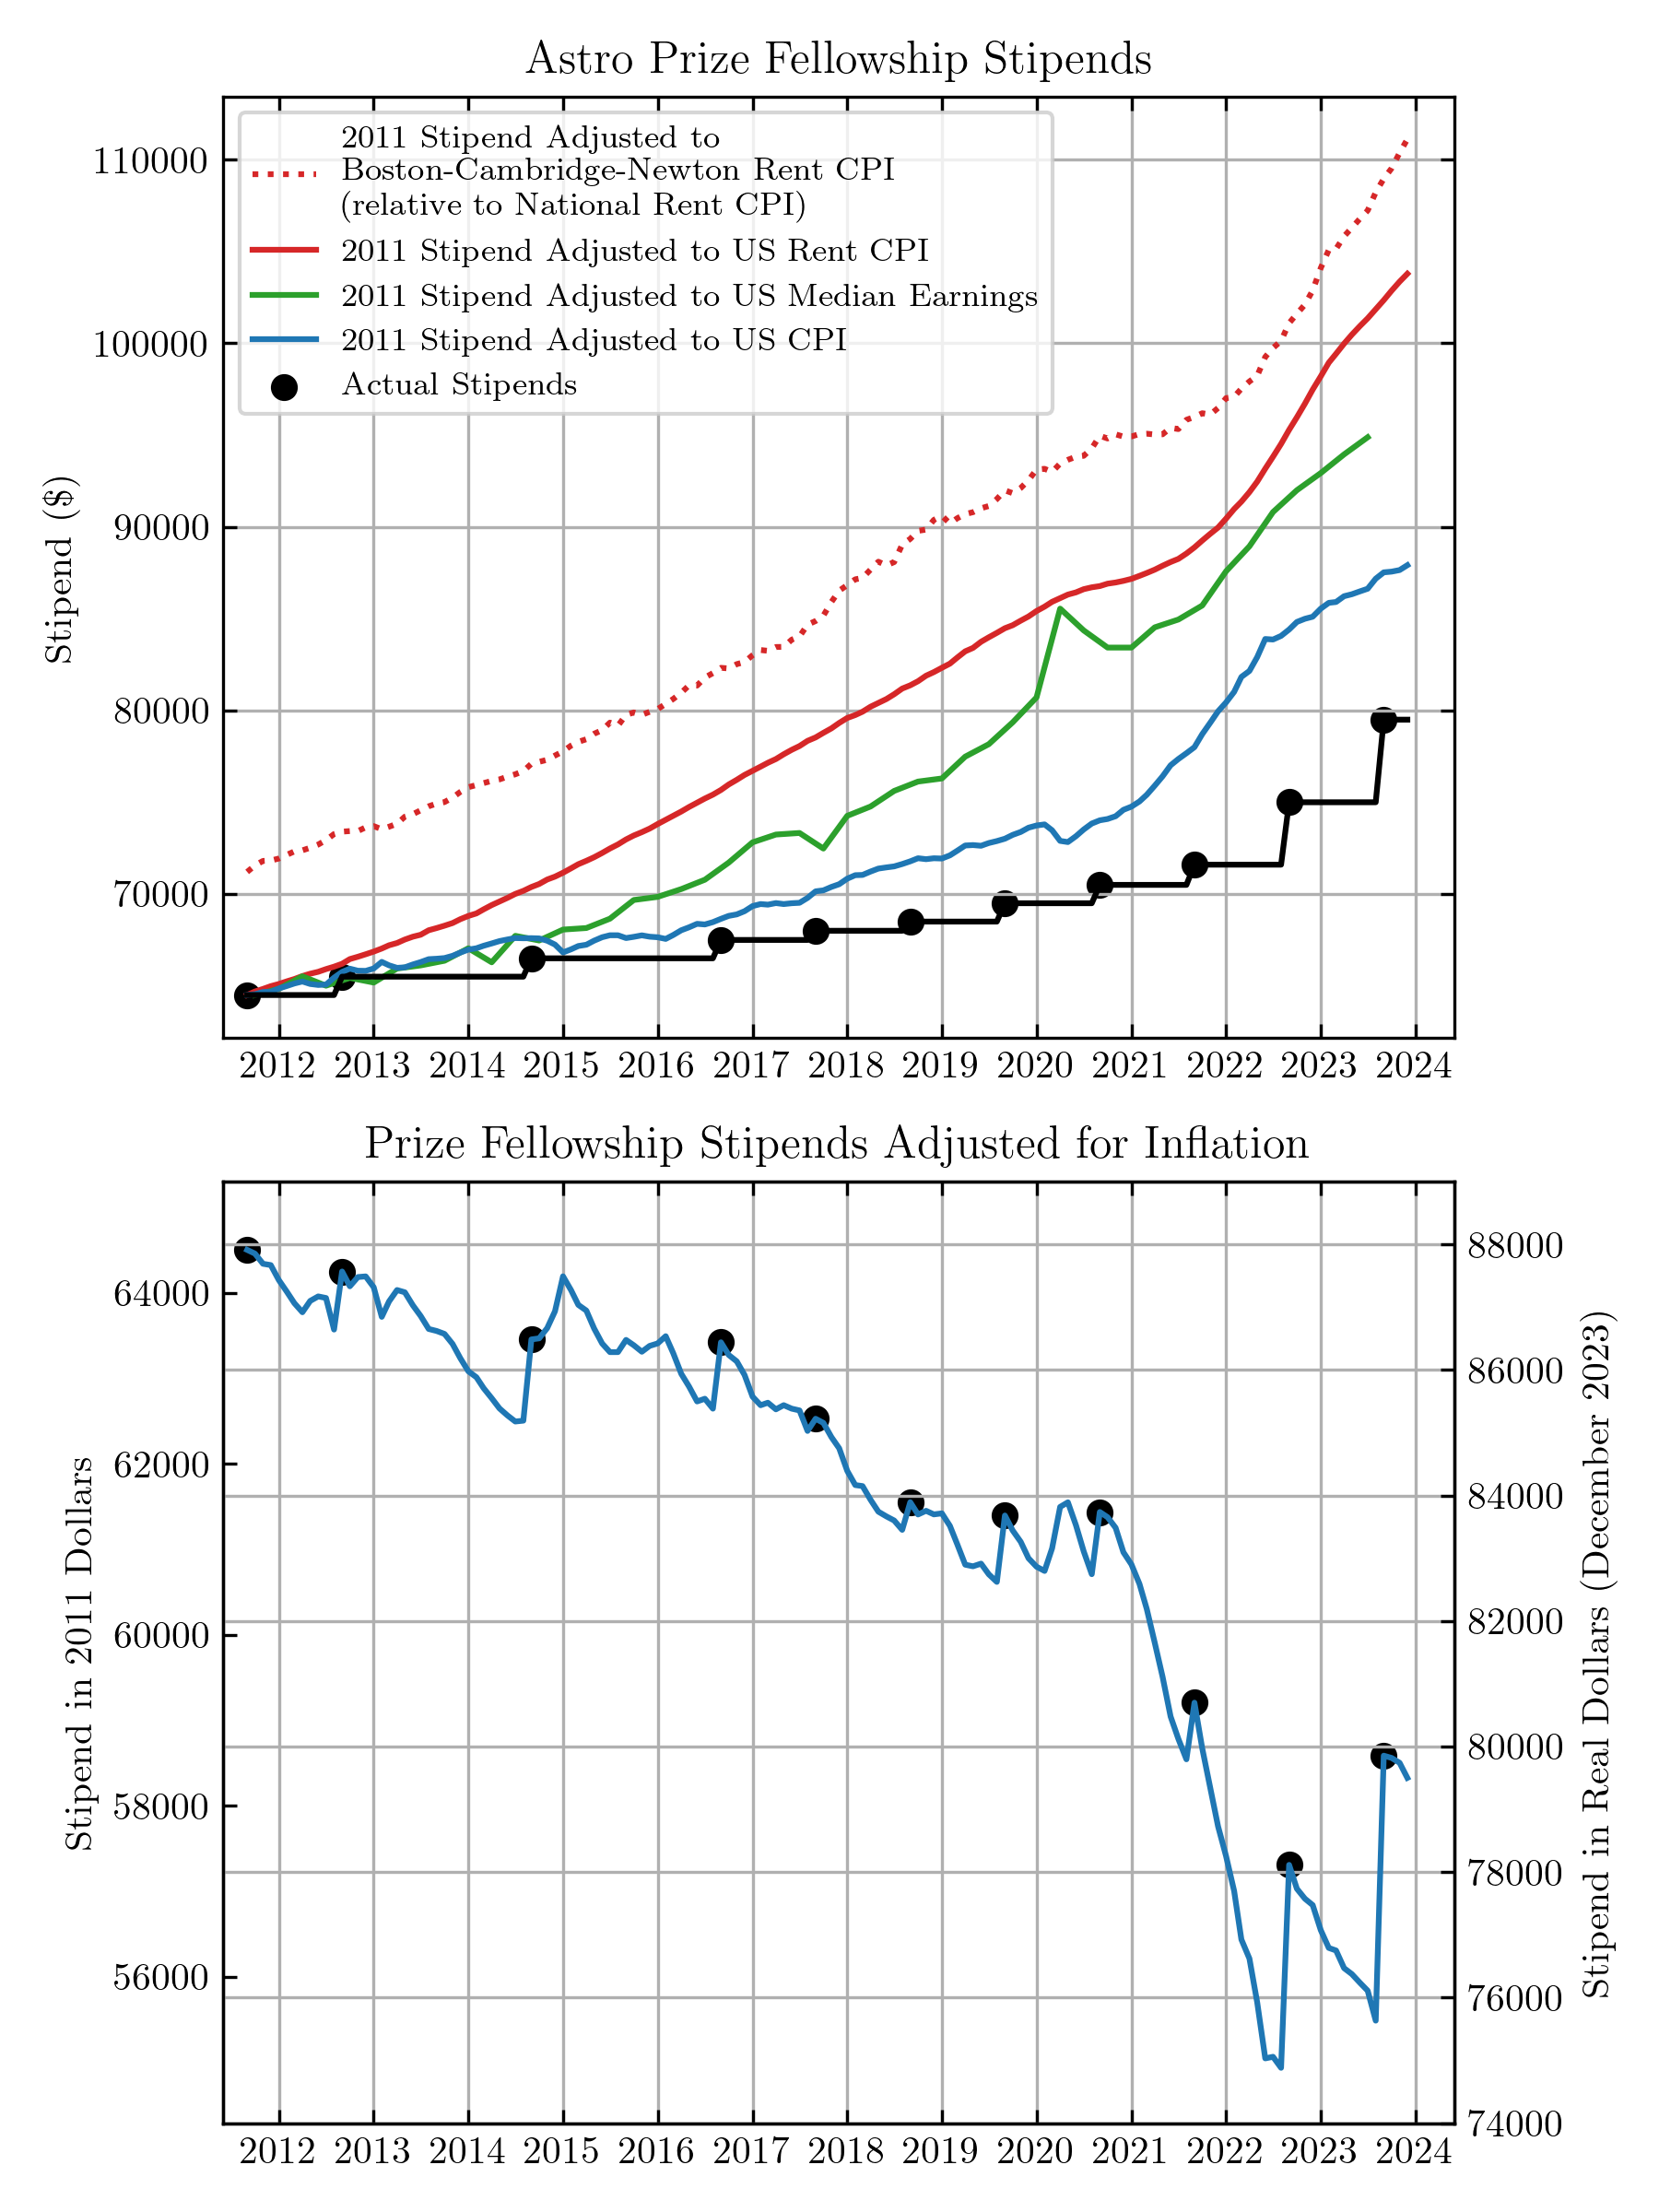 Astro Prize Fellowship Stipends
2011 Stipend Adjusted to
Boston-Cambridge-Newton Rent CPI
(relative to National Rent CPI)
2011 Stipend Adjusted to US Rent CPI
2011 Stipend Adjusted to US Median Earnings
2011 Stipend Adjusted to US CPI
Actual Stipends
110000
100000
90000
80000
70000
Stipend ($)
2012 2013 2014 2015 2016 2017 2018 2019 2020 2021 2022 2023 2024
Prize Fellowship Stipends Adjusted for Inflation
64000
62000
60000
58000
56000
Stipend in 2011 Dollars
88000
86000
84000
82000
80000
78000
76000
74000
Stipend in Real Dollars (December 2023)
2012 2013 2014 2015 2016 2017 2018 2019 2020 2021 2022 2023 2024